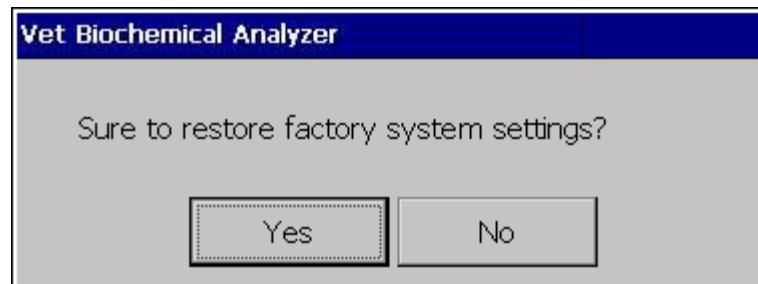 Vet Biochemical Analyzer
Sure to restore factory system settings?
Yes No